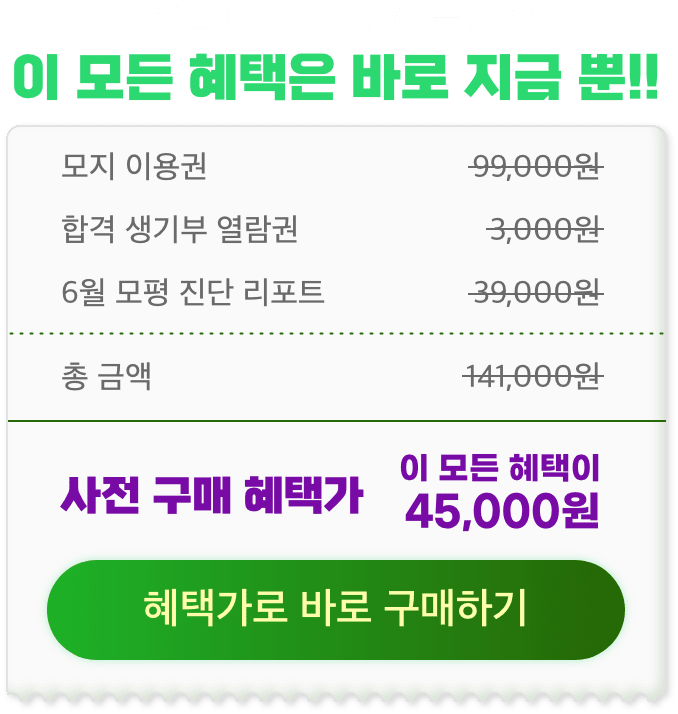 이 모든 혜택은 바로 지금 뿐!!
모지 이용권 99,000원
합격 생기부 열람권 3,000원
6월 모평 진단 리포트 39,000원
총 금액 141,000원
사전 구매 혜택가
이 모든 혜택이
45,000원
혜택가로 바로 구매하기